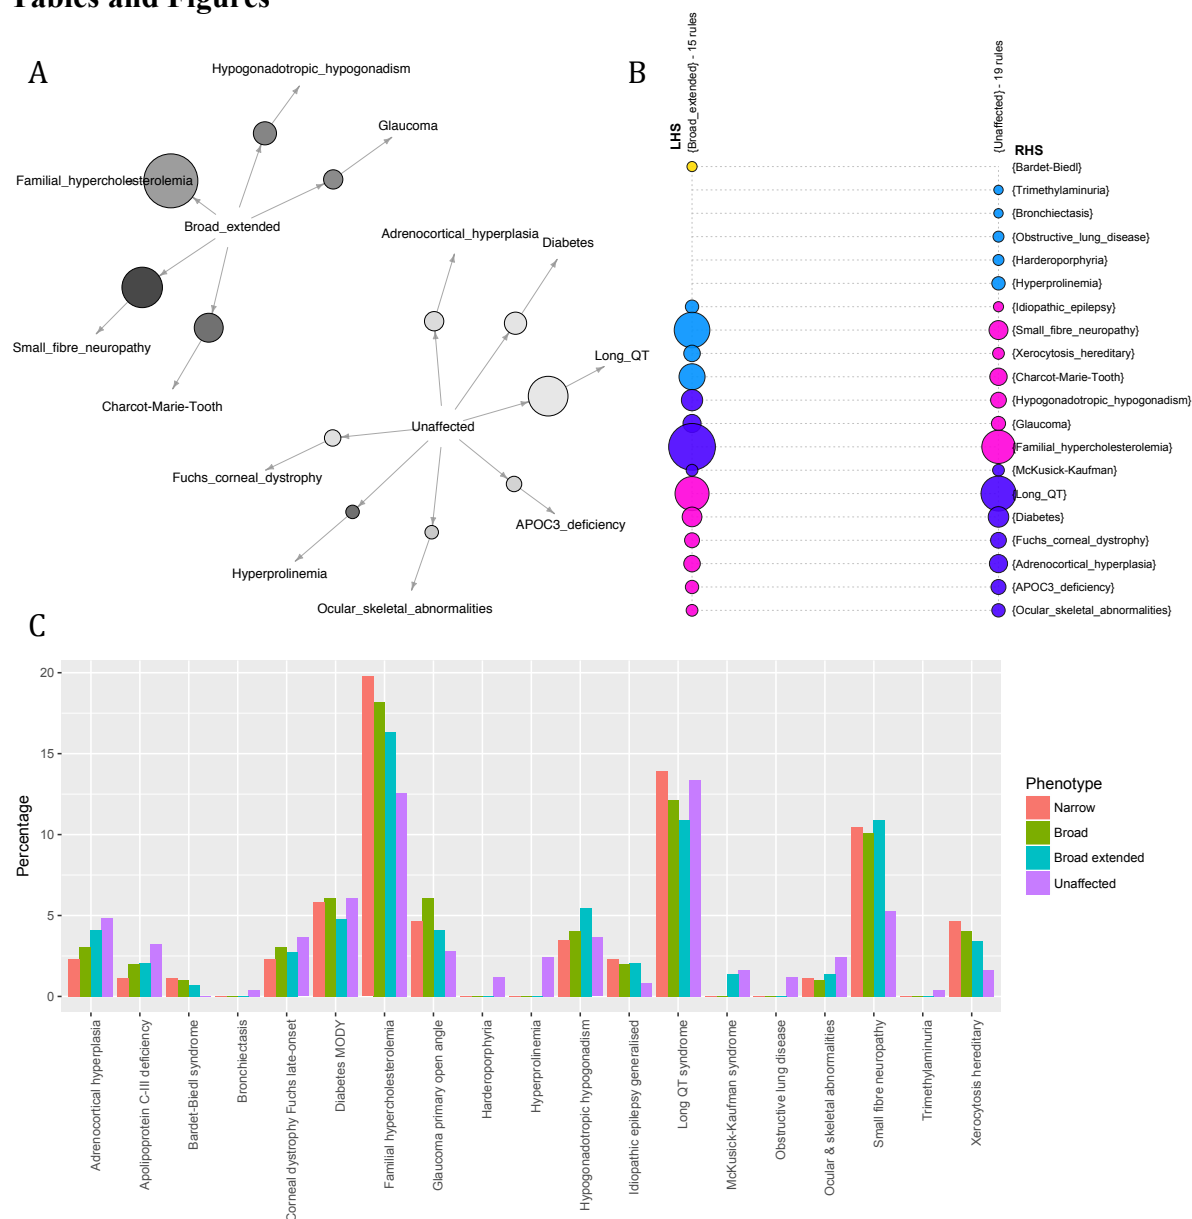 Tables and Figures
A
Hypogonadotropic_hypogonadism
Glaucoma
Familial_hypercholesterolemia
Broad_extended
Adrenocortical_hyperplasia
Diabetes
Small_fibre_neuropathy
Long_QT
Charcot-Marie-Tooth
Unaffected
Fuchs_corneal_dystrophy
APOC3_deficiency
Hyperprolinemia
Ocular_skeletal_abnormalities
B
LHS
{Broad_extended} - 15 rules
{Unaffected} - 19 rules
RHS
{Bardet-Biedl}
{Trimethylaminuria}
{Bronchiectasis}
{Obstructive_lung_disease}
{Harderoporphyria}
{Hyperprolinemia}
{Idiopathic_epilepsy}
{Small_fibre_neuropathy}
{Xerocytosis_hereditary}
{Charcot-Marie-Tooth}
{Hypogonadotropic_hypogonadism}
{Glaucoma}
{Familial_hypercholesterolemia}
{McKusick-Kaufman}
{Long_QT}
{Diabetes}
{Fuchs_corneal_dystrophy}
{Adrenocortical_hyperplasia}
{APOC3_deficiency}
{Ocular_skeletal_abnormalities}
C
Percentage
20
15
10
5
0
Adrenocortical hyperplasia
Apolipoprotein C-III deficiency
Bardet-Biedl syndrome
Bronchiectasis
Corneal dystrophy Fuchs late-onset
Diabetes MODY
Familial hypercholesterolemia
Glaucoma primary open angle
Harderoporphyria
Hyperprolinemia
Hypogonadotropic hypogonadism
Idiopathic epilepsy generalised
Long QT syndrome
McKusick-Kaufman syndrome
Obstructive lung disease
Ocular & skeletal abnormalities
Small fibre neuropathy
Trimethylaminuria
Xerocytosis hereditary
Phenotype
Narrow
Broad
Broad extended
Unaffected